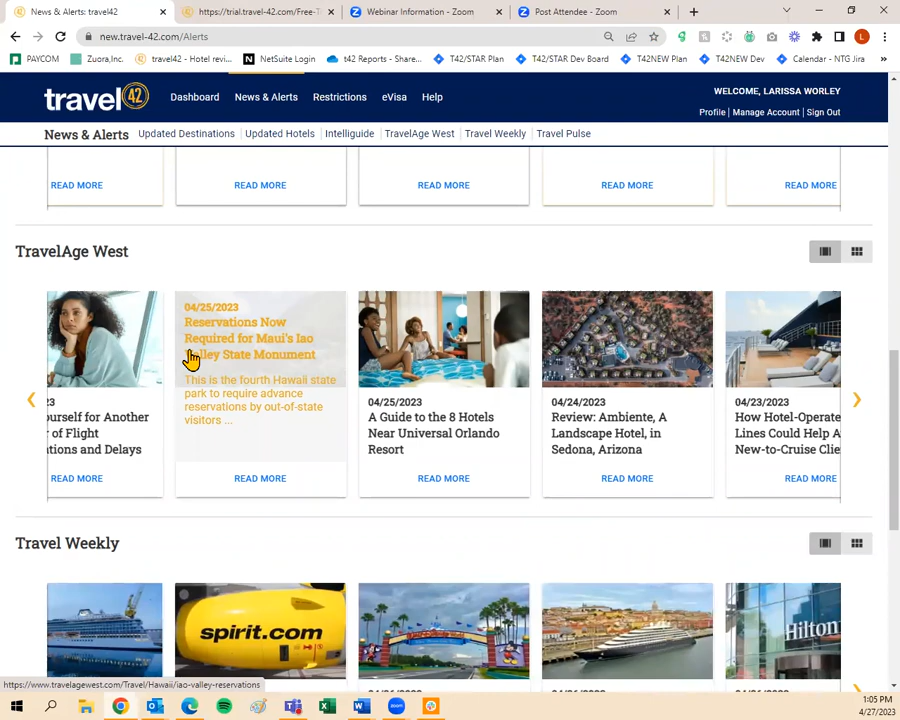 News & Alerts: travel42
https://trial.travel-42.com/Free-T
Webinar Information - Zoom
Post Attendee - Zoom
new.travel-42.com/Alerts
PAYCOM
Zuora,Inc.
travel42 - Hotel revi...
NetSuite Login
t42 Reports - Share...
T42/STAR Plan
T42/STAR Dev Board
T42NEW Plan
T42NEW Dev
Calendar - NTG Jira
L
travel 42
Dashboard
News & Alerts
Restrictions
eVisa
Help
WELCOME, LARISSA WORLEY
Profile | Manage Account | Sign Out
News & Alerts
Updated Destinations | Updated Hotels | Intelliguide | TravelAge West | Travel Weekly | Travel Pulse
READ MORE
READ MORE
READ MORE
READ MORE
READ MORE
TravelAge West
23
ourself for Another
r of Flight
tions and Delays
READ MORE
04/25/2023
Reservations Now
Required for Maui's Iao
Valley State Monument
This is the fourth Hawaii state
park to require advance
reservations by out-of-state
visitors ...
READ MORE
04/25/2023
A Guide to the 8 Hotels
Near Universal Orlando
Resort
READ MORE
04/24/2023
Review: Ambiente, A
Landscape Hotel, in
Sedona, Arizona
READ MORE
04/23/2023
How Hotel-Operate
Lines Could Help A
New-to-Cruise Clie
READ MORE
Travel Weekly
spirit.com
Hilton
https://www.travelagewest.com/Travel/Hawaii/iao-valley-reservations
1:05 PM
4/27/2023